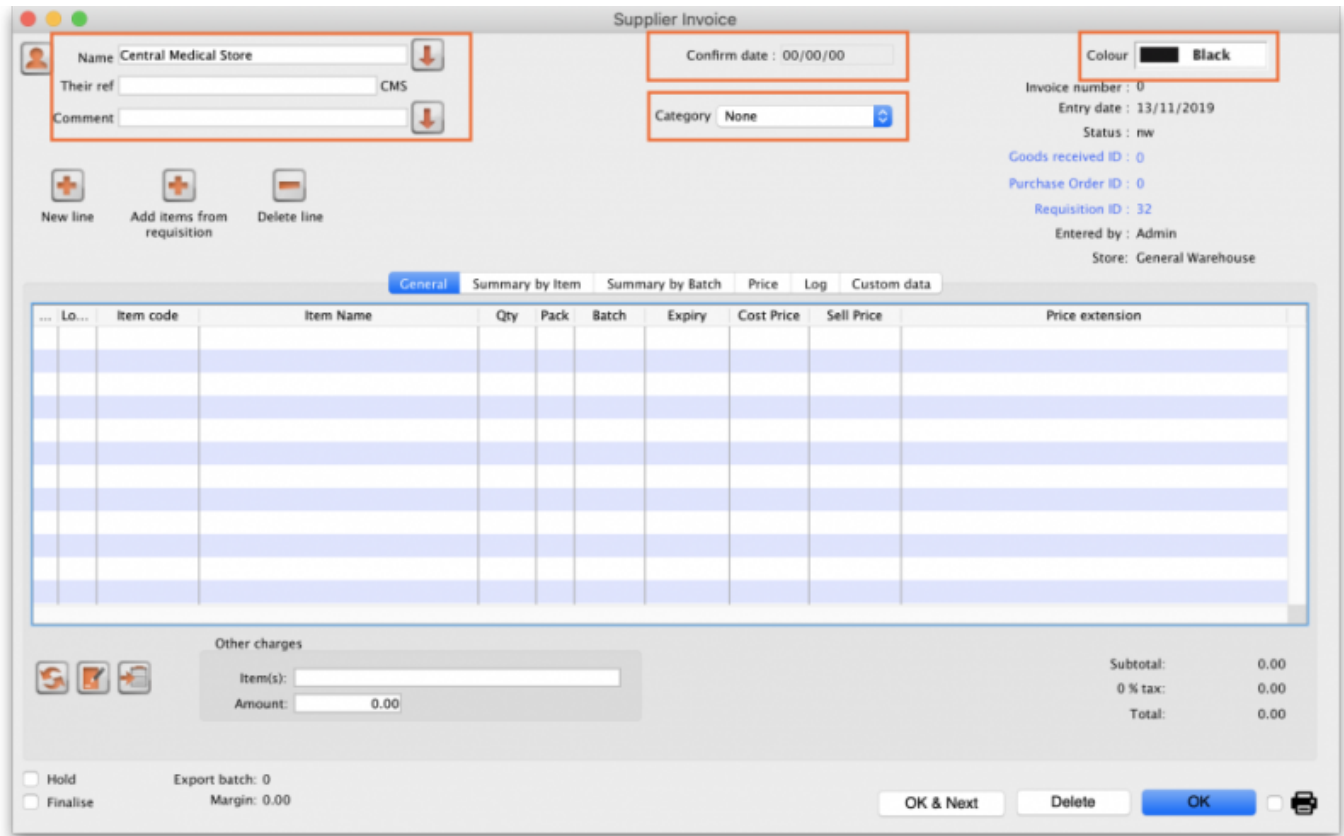 Supplier Invoice
Name Central Medical Store
Their ref CMS
Comment
Confirm date : 00/00/00
Category None
Colour Black
Invoice number : 0
Entry date : 13/11/2019
Status : nw
Goods received ID : 0
Purchase Order ID : 0
Requisition ID : 32
Entered by : Admin
Store: General Warehouse
New line
Add items from requisition
Delete line
General Summary by Item Summary by Batch Price Log Custom data
... Lo... Item code Item Name Qty Pack Batch Expiry Cost Price Sell Price Price extension
Other charges
Item(s):
Amount: 0.00
Subtotal: 0.00
0 % tax: 0.00
Total: 0.00
Hold
Finalise
Export batch: 0
Margin: 0.00
OK & Next Delete OK